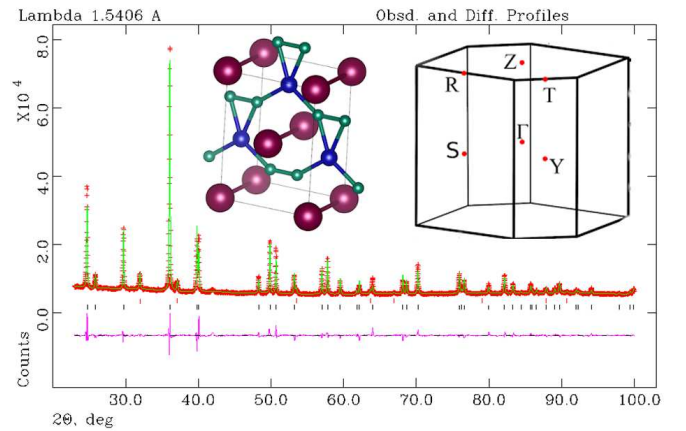 Lambda 1.5406 A
Obsd. and Diff. Profiles
X10 4
8.0
6.0
4.0
2.0
0.0
Counts
Z
R
T
Γ
S
Y
30.0 40.0 50.0 60.0 70.0 80.0 90.0 100.0
2Θ, deg